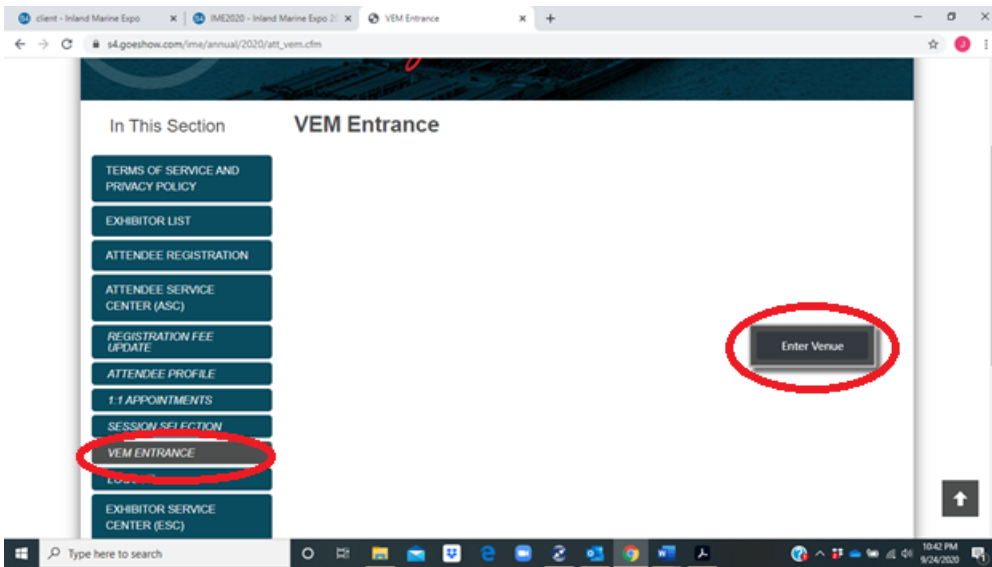 client - Inland Marine Expo
IME2020 - Inland Marine Expo 2
VEM Entrance
s4.goeshow.com/ime/annual/2020/att_vem.cfm
J
In This Section
VEM Entrance
TERMS OF SERVICE AND
PRIVACY POLICY
EXHIBITOR LIST
ATTENDEE REGISTRATION
ATTENDEE SERVICE
CENTER (ASC)
REGISTRATION FEE
UPDATE
ATTENDEE PROFILE
1:1 APPOINTMENTS
SESSION SELECTION
VEM ENTRANCE
EXHIBITOR SERVICE
CENTER (ESC)
Enter Venue
Type here to search
10:42 PM
9/24/2020